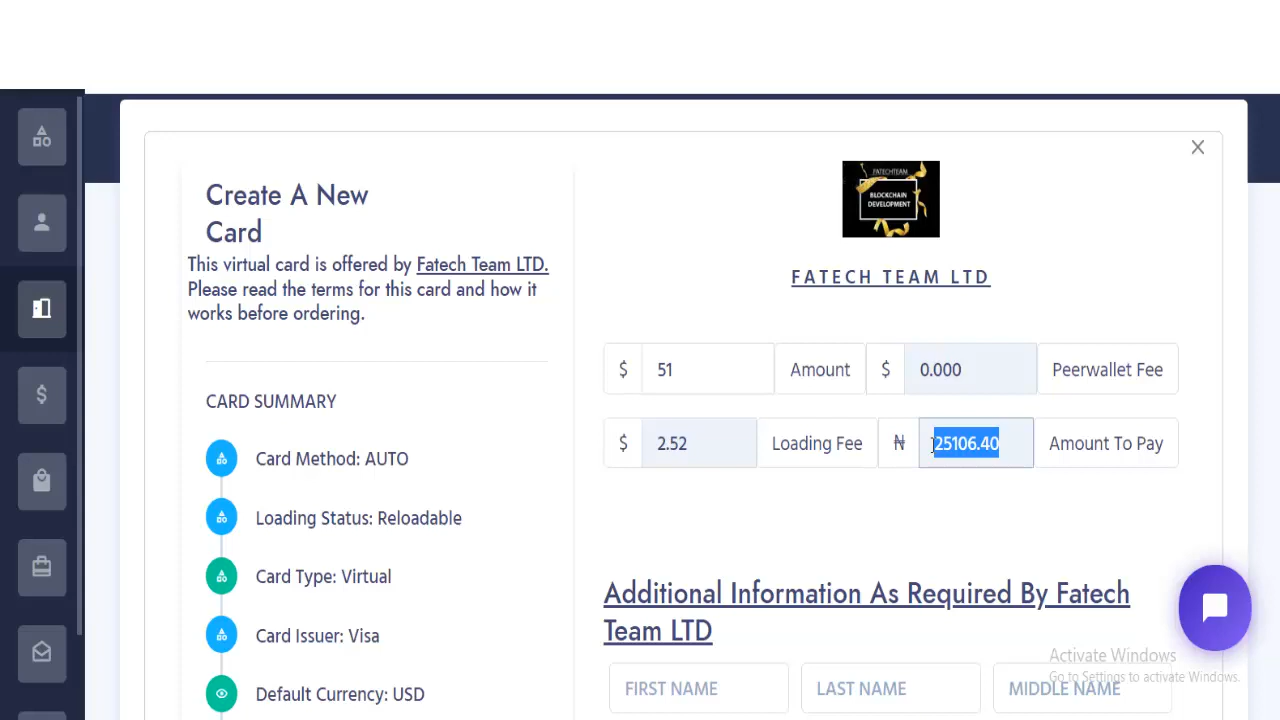 Create A New
Card
This virtual card is offered by Fatech Team LTD.
Please read the terms for this card and how it
works before ordering.
CARD SUMMARY
Card Method: AUTO
Loading Status: Reloadable
Card Type: Virtual
Card Issuer: Visa
Default Currency: USD
FATECHTEAM
BLOCKCHAIN
DEVELOPMENT
FATECH TEAM LTD
$ 51 Amount $ 0.000 Peerwallet Fee
$ 2.52 Loading Fee ₦ 25106.40 Amount To Pay
Additional Information As Required By Fatech
Team LTD
FIRST NAME LAST NAME MIDDLE NAME
Activate Windows
Go to Settings to activate Windows.